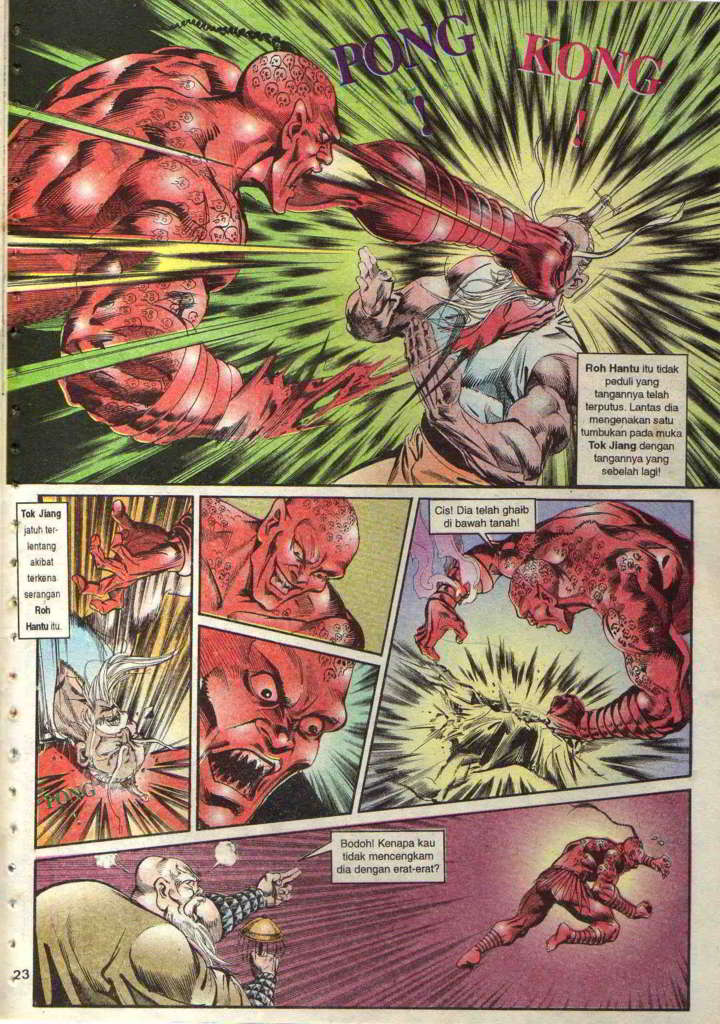 PONG
!
KONG
!
Roh Hantu itu tidak
peduli yang
tangannya telah
terputus. Lantas dia
mengenakan satu
tumbukan pada muka
Tok Jiang dengan
tangannya yang
sebelah lagi!
Tok Jiang
jatuh ter-
lentang
akibat
terkena
serangan
Roh
Hantu itu.
PONG
Cis! Dia telah ghaib
di bawah tanah!
Bodoh! Kenapa kau
tidak mencengkam
dia dengan erat-erat?
23